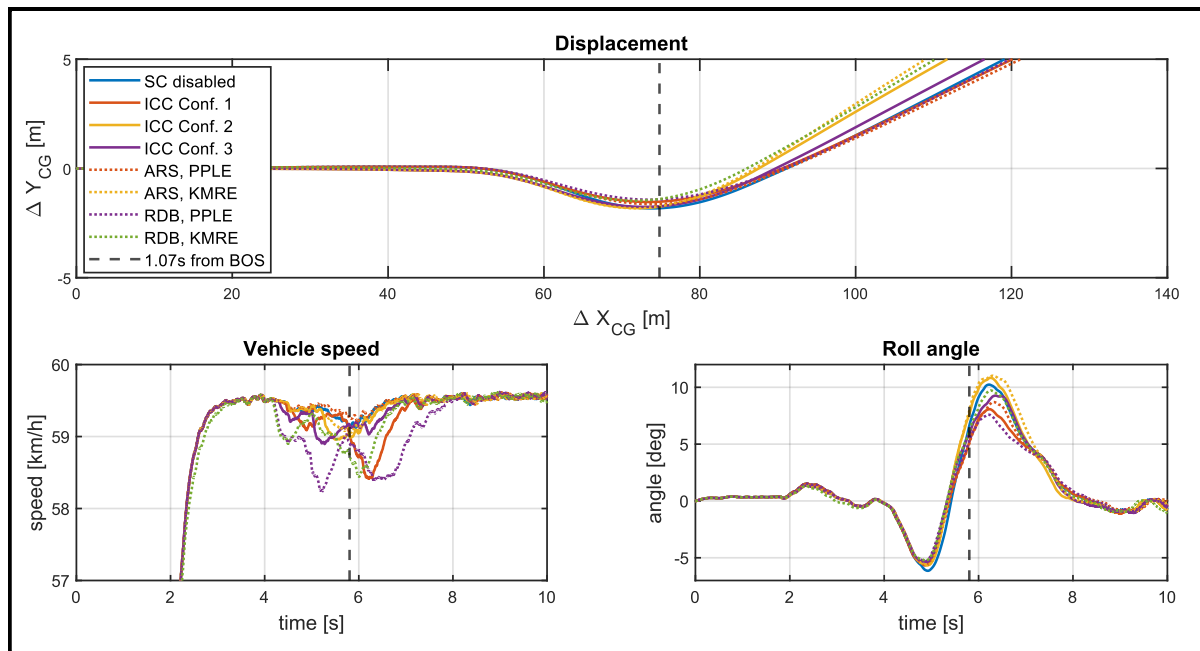 Displacement
5
0
-5
Δ Y_CG [m]
SC disabled
ICC Conf. 1
ICC Conf. 2
ICC Conf. 3
ARS, PPLE
ARS, KMRE
RDB, PPLE
RDB, KMRE
1.07s from BOS
0 20 40 60 80 100 120 140
Δ X_CG [m]
Vehicle speed
60
59
58
57
speed [km/h]
0 2 4 6 8 10
time [s]
Roll angle
10
5
0
-5
angle [deg]
0 2 4 6 8 10
time [s]